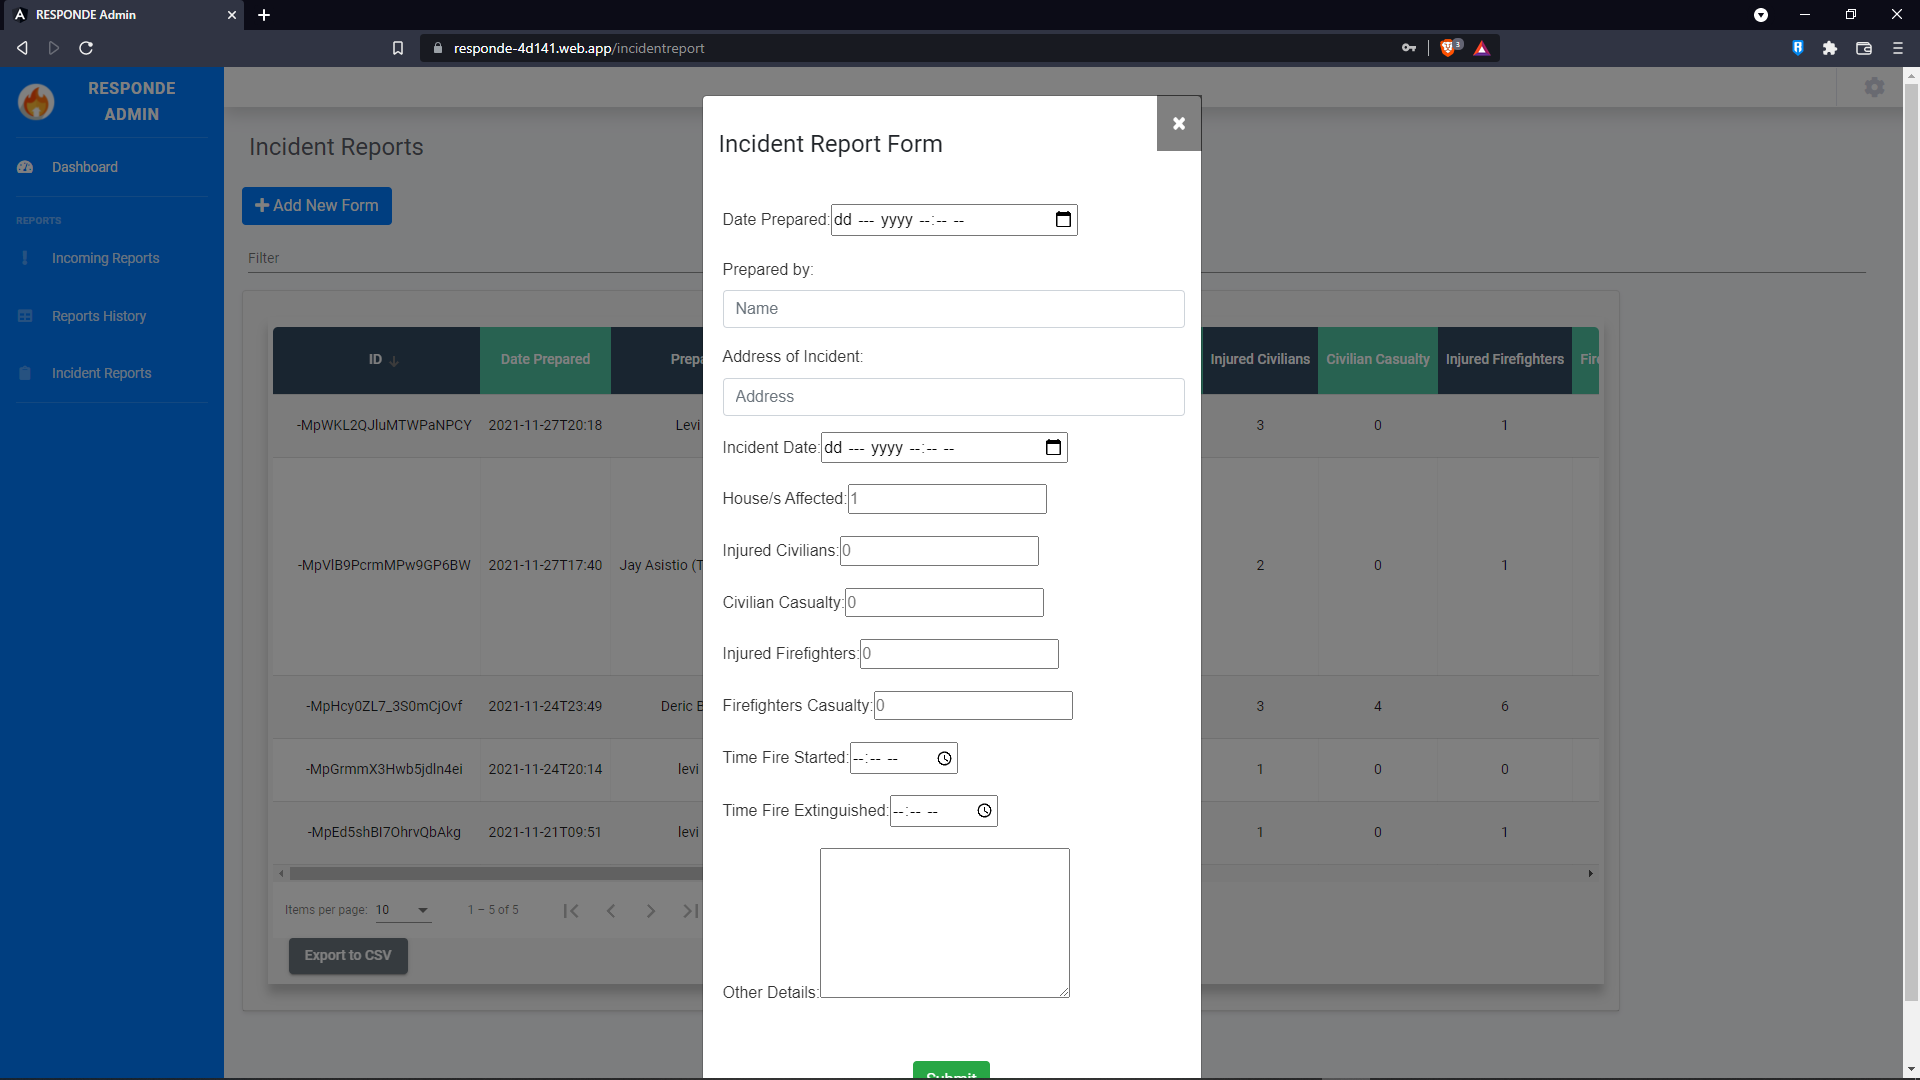 RESPONDE Admin
responde-4d141.web.app/incidentreport
3
RESPONDE
ADMIN
Dashboard
REPORTS
Incoming Reports
Reports History
Incident Reports
Incident Reports
Add New Form
Filter
ID Date Prepared Prepa Injured Civilians Civilian Casualty Injured Firefighters Fire
-MpWKL2QJluMTWPaNPCY 2021-11-27T20:18 Levi 3 0 1
-MpVlB9PcrmMPw9GP6BW 2021-11-27T17:40 Jay Asistio (T 2 0 1
-MpHcy0ZL7_3S0mCjOvf 2021-11-24T23:49 Deric B 3 4 6
-MpGrmmX3Hwb5jdln4ei 2021-11-24T20:14 levi 1 0 0
-MpEd5shBI7OhrvQbAkg 2021-11-21T09:51 levi 1 0 1
Items per page: 10 1 – 5 of 5
Export to CSV
Incident Report Form
Date Prepared: dd --- yyyy --:-- --
Prepared by:
Name
Address of Incident:
Address
Incident Date: dd --- yyyy --:-- --
House/s Affected: 1
Injured Civilians: 0
Civilian Casualty: 0
Injured Firefighters: 0
Firefighters Casualty: 0
Time Fire Started: --:-- --
Time Fire Extinguished: --:-- --
Other Details:
Submit